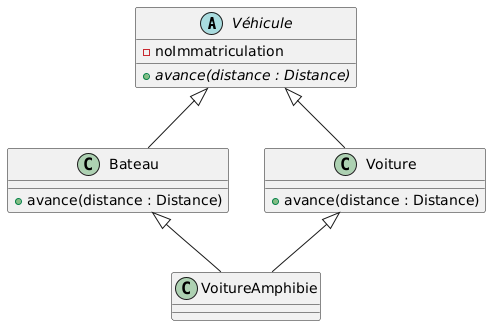 A Véhicule
noImmatriculation
avance(distance : Distance)
C Bateau
avance(distance : Distance)
C Voiture
avance(distance : Distance)
C VoitureAmphibie